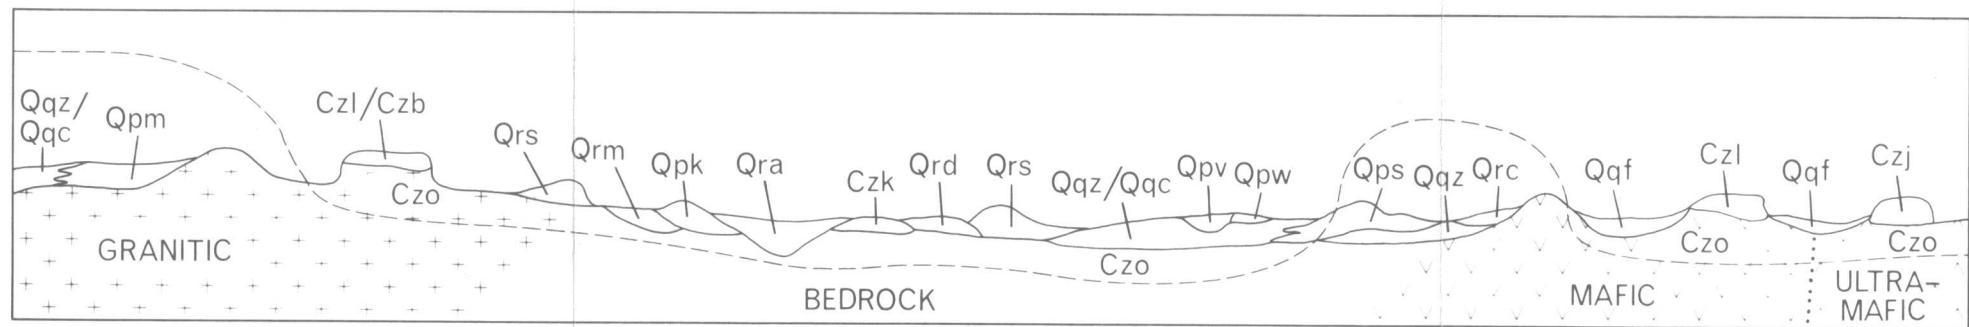 Qqz/
Qqc
Qpm
Czl/Czb
Czo
Qrs
Qrm
Qpk
Qra
Czk
Qrd
Qrs
Qqz/Qqc
Qpv
Qpw
Czo
Qps
Qqz
Qrc
Qqf
Czl
Czo
Qqf
Czj
Czo
GRANITIC
BEDROCK
MAFIC
ULTRA-
MAFIC